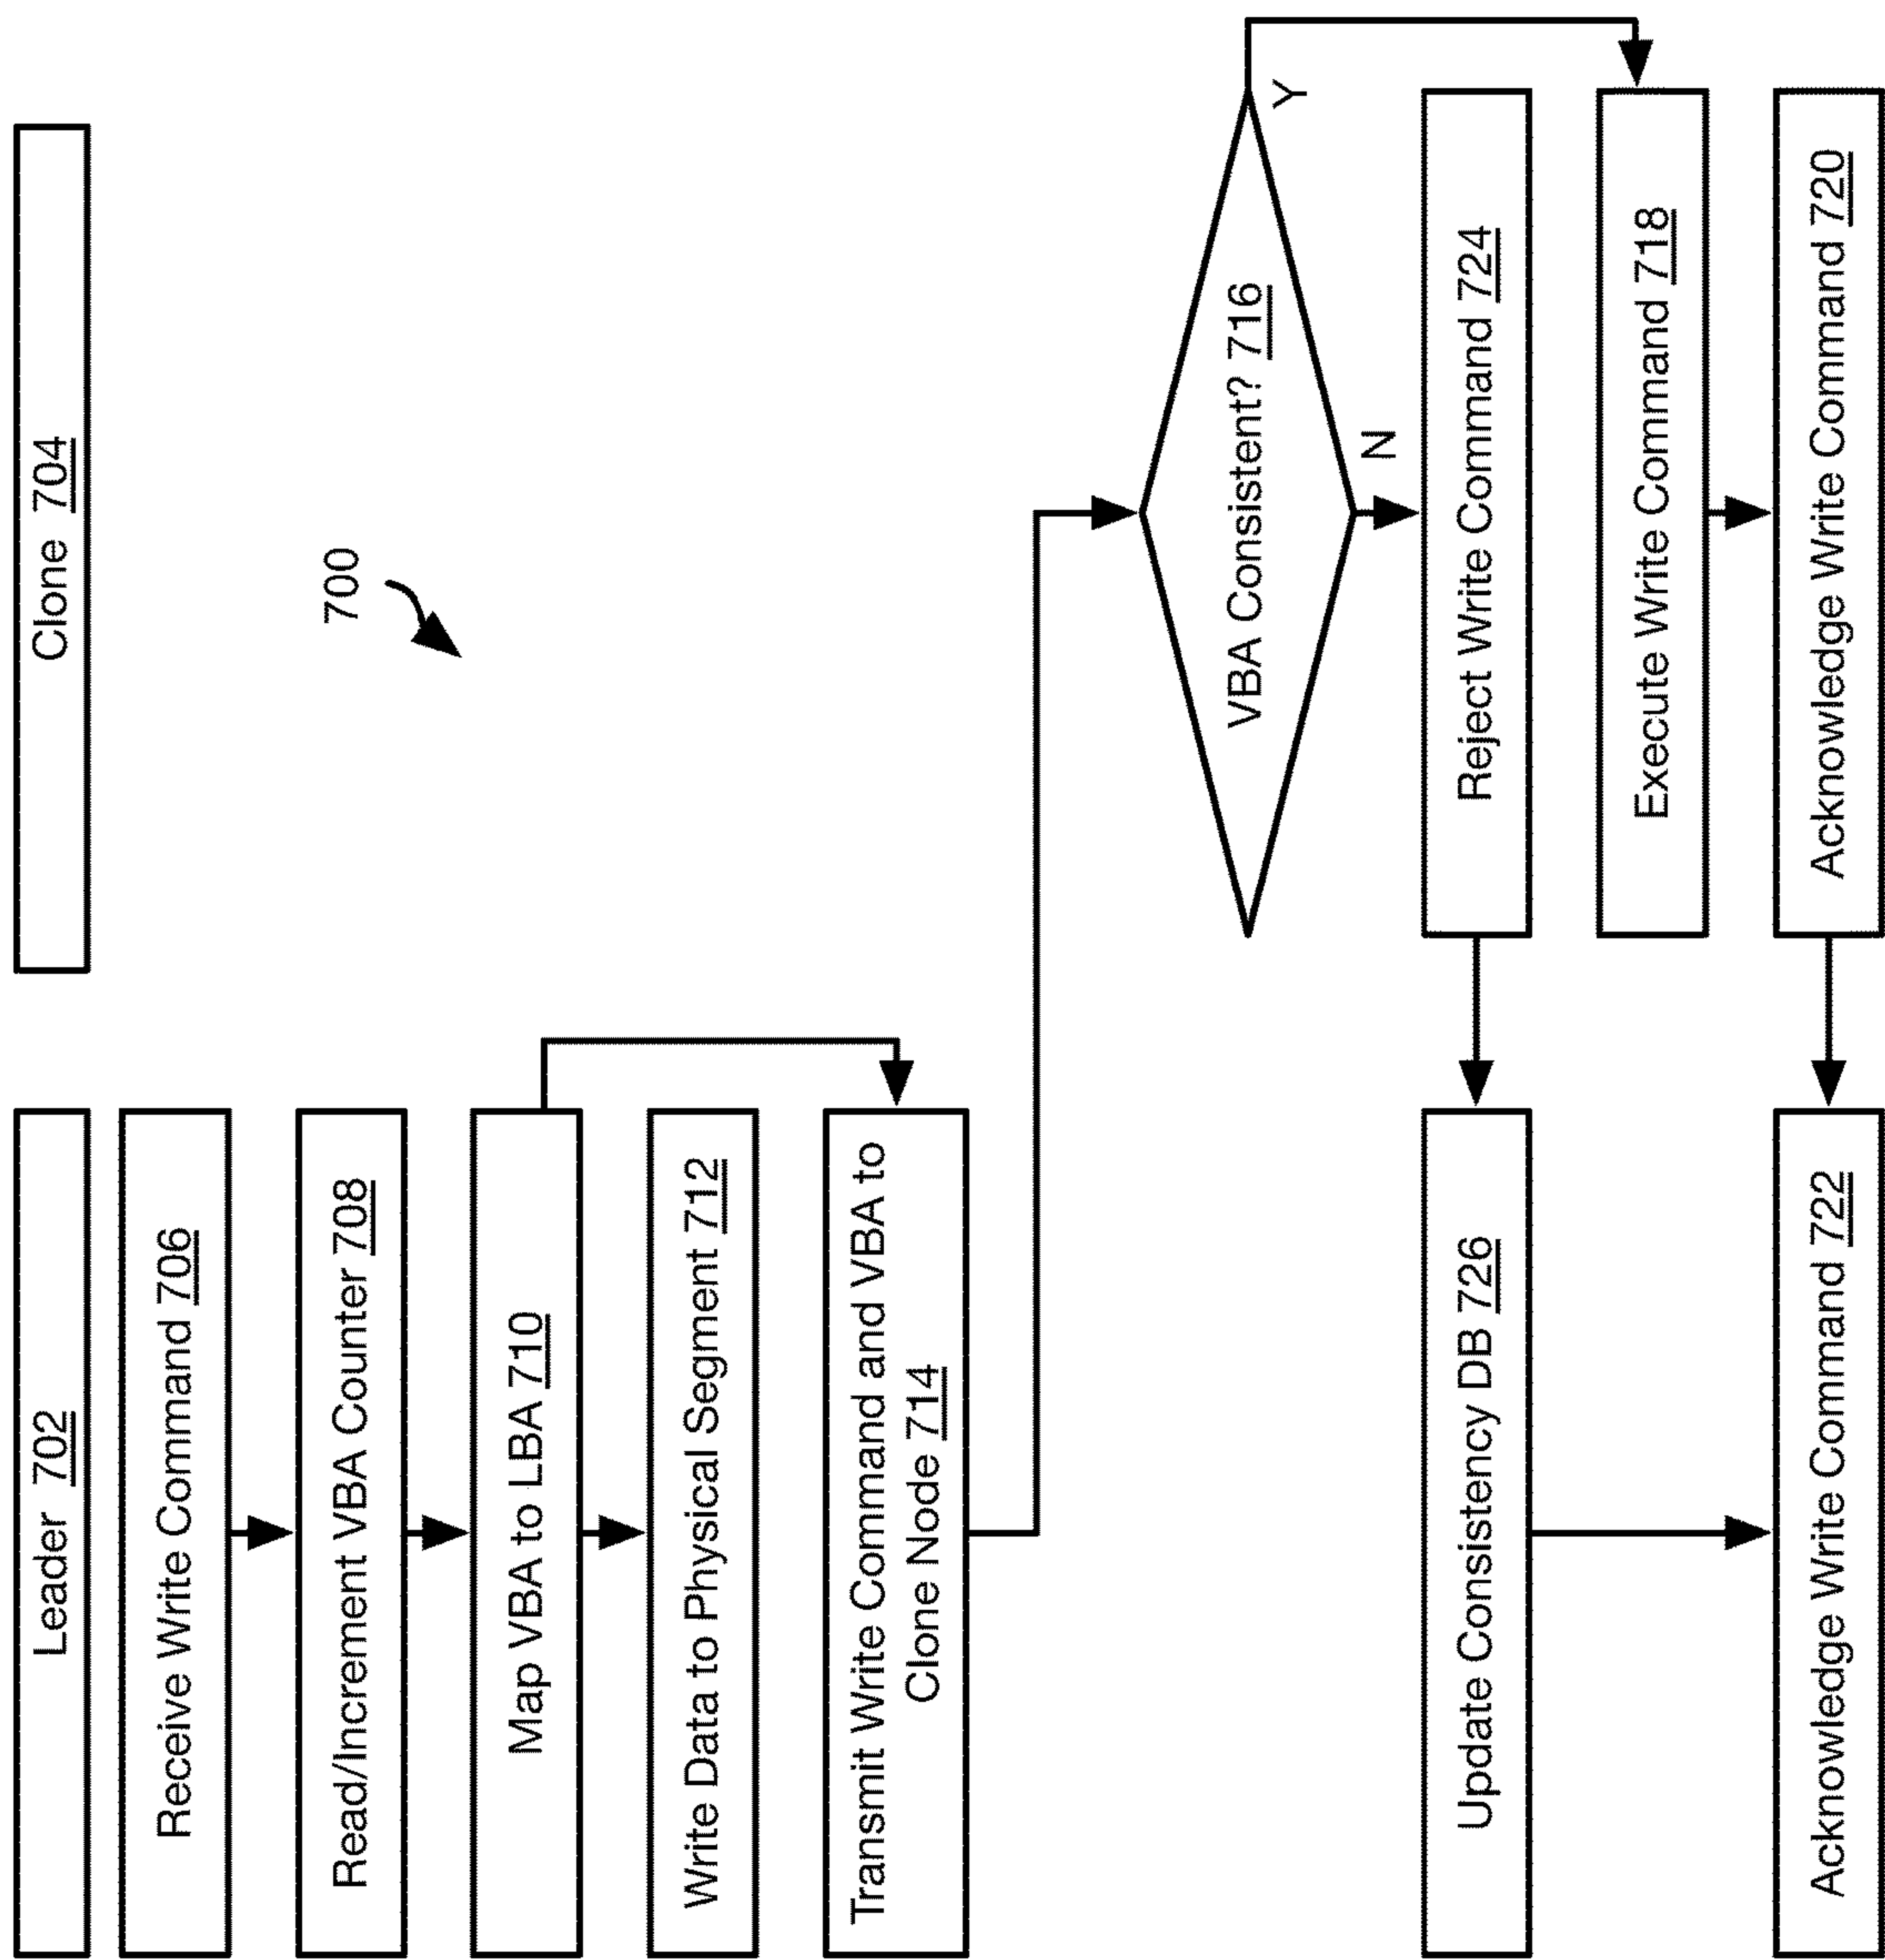 Leader 702
Clone 704
700
Receive Write Command 706
Read/Increment VBA Counter 708
Map VBA to LBA 710
Write Data to Physical Segment 712
Transmit Write Command and VBA to
Clone Node 714
VBA Consistent? 716
Y
N
Update Consistency DB 726
Reject Write Command 724
Execute Write Command 718
Acknowledge Write Command 722
Acknowledge Write Command 720